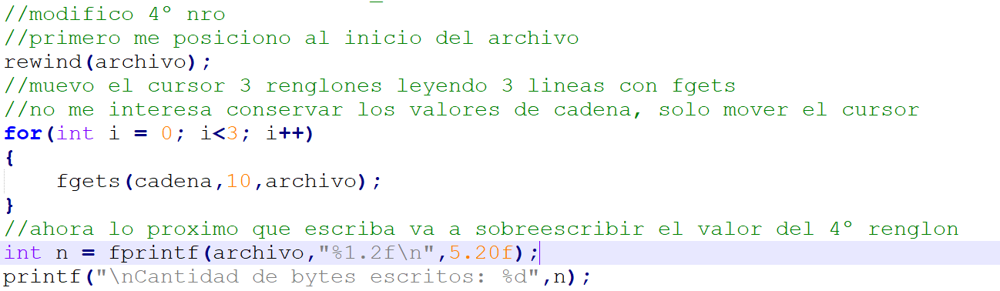 //modifico 4º nro
//primero me posiciono al inicio del archivo
rewind(archivo);
//muevo el cursor 3 renglones leyendo 3 lineas con fgets
//no me interesa conservar los valores de cadena, solo mover el cursor
for(int i = 0; i<3; i++)
{
    fgets(cadena,10,archivo);
}
//ahora lo proximo que escriba va a sobreescribir el valor del 4º renglon
int n = fprintf(archivo,"%1.2f\n",5.20f);
printf("\nCantidad de bytes escritos: %d",n);